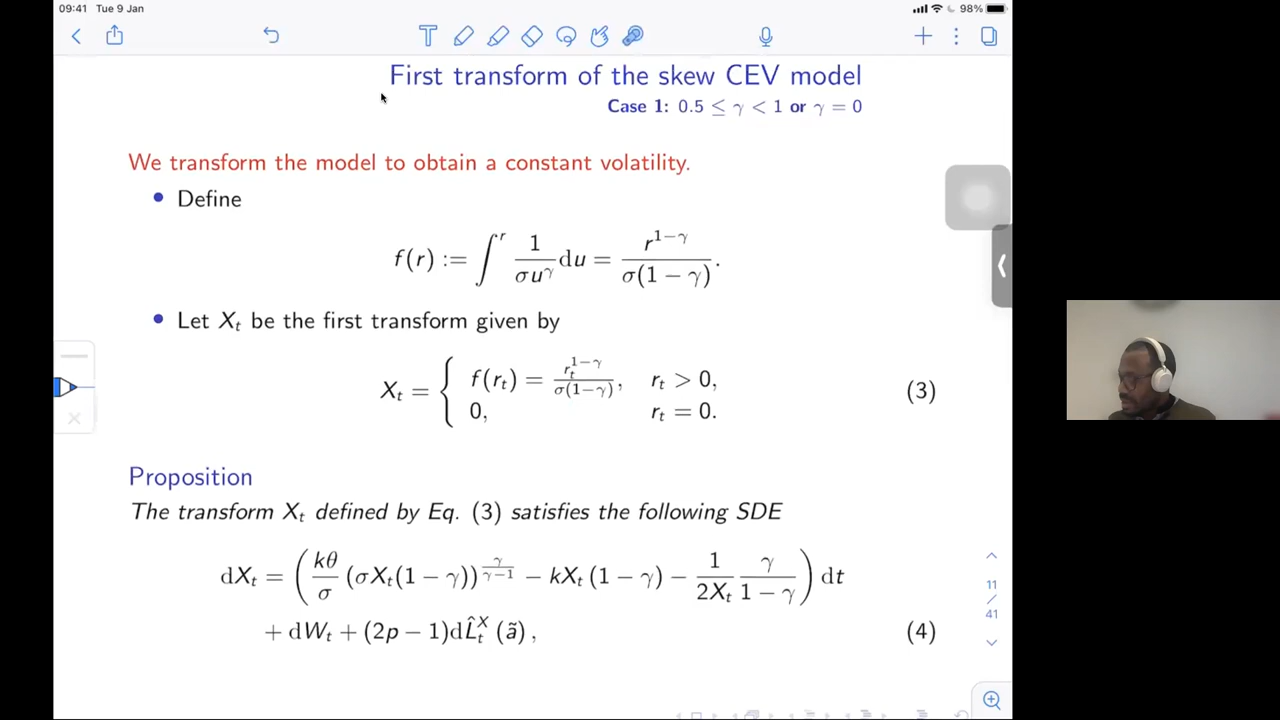 09:41 Tue 9 Jan 98%
First transform of the skew CEV model
Case 1: 0.5 ≤ γ < 1 or γ = 0
We transform the model to obtain a constant volatility.
• Define
f(r) := ∫^r 1/(σu^γ) du = r^{1−γ}/(σ(1 − γ)).
• Let X_t be the first transform given by
X_t = { f(r_t) = r_t^{1−γ}/(σ(1−γ)), r_t > 0,
0, r_t = 0. (3)
Proposition
The transform X_t defined by Eq. (3) satisfies the following SDE
dX_t = ( kθ/σ (σX_t(1 − γ))^{γ/(γ−1)} − kX_t (1 − γ) − 1/(2X_t) γ/(1 − γ) ) dt
+ dW_t + (2p − 1)dL̂_t^X (ã) , (4)
11
/
41